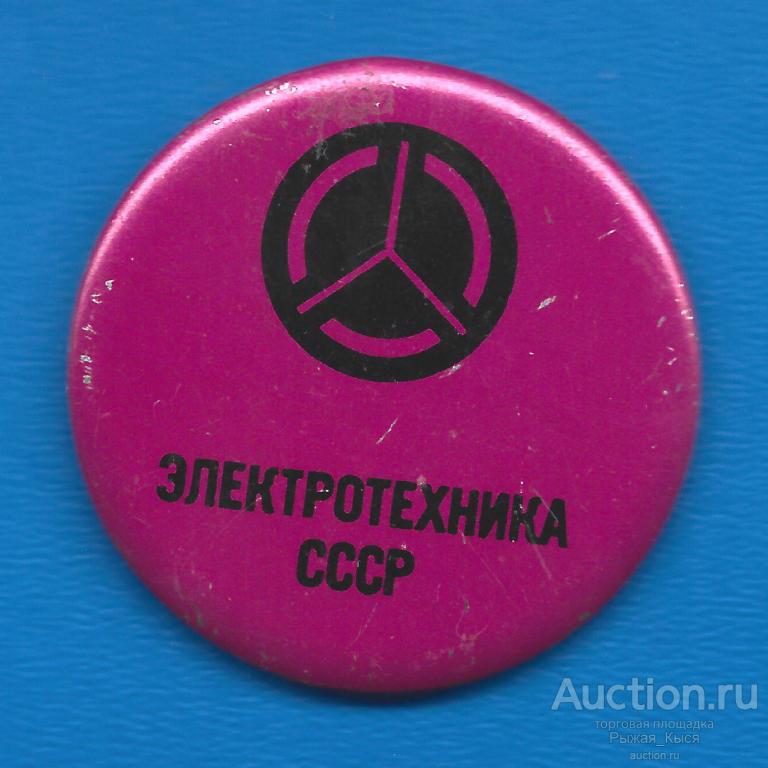 ЭЛЕКТРОТЕХНИКА
СССР
Auction.ru
торговая площадка
Рыжая_Кыся
auction.ru